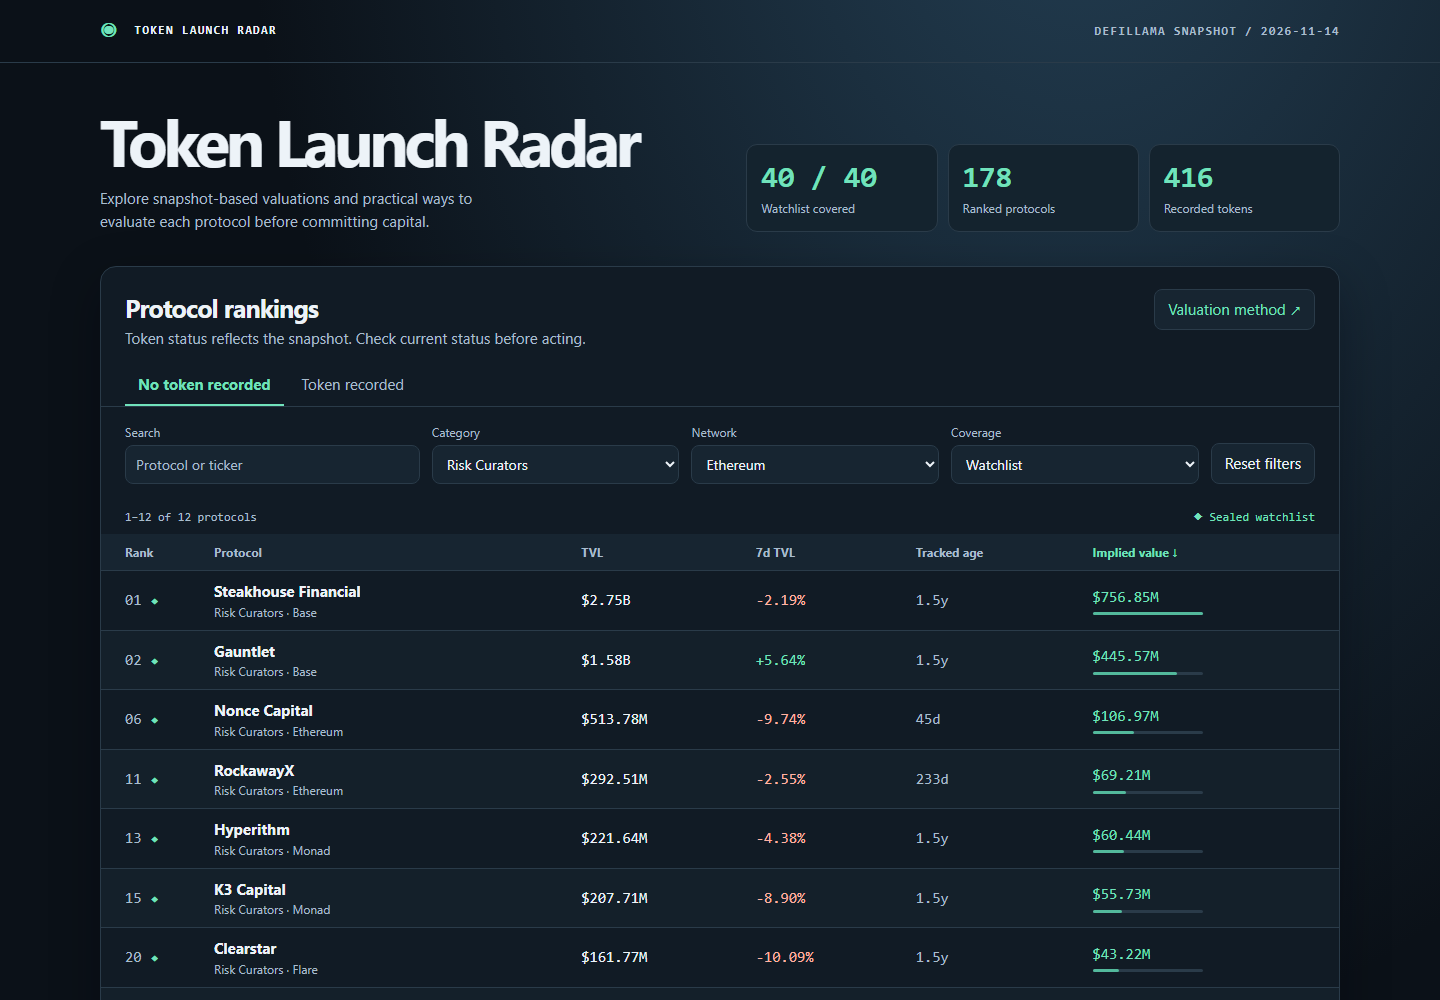 TOKEN LAUNCH RADAR
DEFILLAMA SNAPSHOT / 2026-11-14
Token Launch Radar
Explore snapshot-based valuations and practical ways to
evaluate each protocol before committing capital.
40 / 40
Watchlist covered
178
Ranked protocols
416
Recorded tokens
Protocol rankings
Token status reflects the snapshot. Check current status before acting.
Valuation method ↗
No token recorded Token recorded
Search Category Network Coverage
Protocol or ticker Risk Curators Ethereum Watchlist Reset filters
1–12 of 12 protocols ◆ Sealed watchlist
Rank Protocol TVL 7d TVL Tracked age Implied value ↓
01 ◆ Steakhouse Financial $2.75B -2.19% 1.5y $756.85M
Risk Curators · Base
02 ◆ Gauntlet $1.58B +5.64% 1.5y $445.57M
Risk Curators · Base
06 ◆ Nonce Capital $513.78M -9.74% 45d $106.97M
Risk Curators · Ethereum
11 ◆ RockawayX $292.51M -2.55% 233d $69.21M
Risk Curators · Ethereum
13 ◆ Hyperithm $221.64M -4.38% 1.5y $60.44M
Risk Curators · Monad
15 ◆ K3 Capital $207.71M -8.90% 1.5y $55.73M
Risk Curators · Monad
20 ◆ Clearstar $161.77M -10.09% 1.5y $43.22M
Risk Curators · Flare